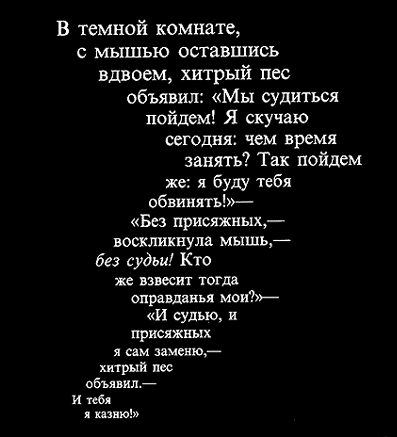 В темной комнате,
с мышью оставшись
вдвоем, хитрый пес
объявил: «Мы судиться
пойдем! Я скучаю
сегодня: чем время
занять? Так пойдем
же: я буду тебя
обвинять!»—
«Без присяжных,—
воскликнула мышь,—
без судьи! Кто
же взвесит тогда
оправданья мои?»—
«И судью, и
присяжных
я сам заменю,—
хитрый пес
объявил.—
И тебя
я казню!»